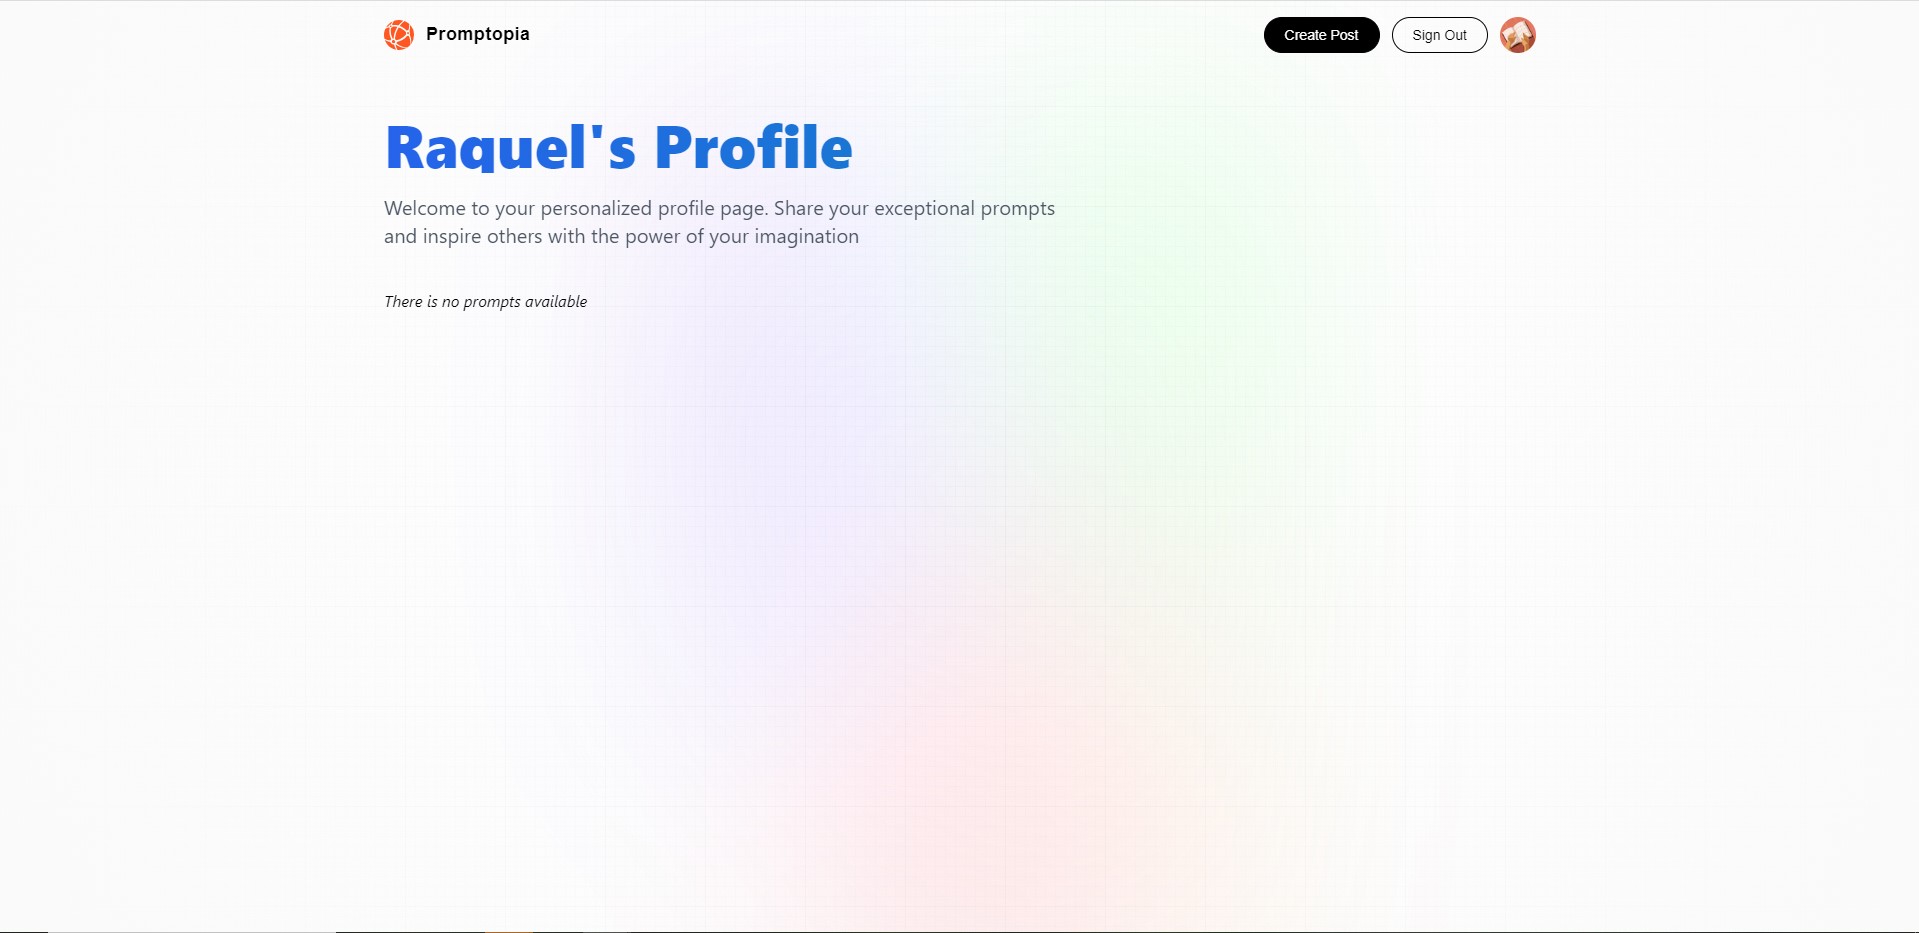 Promptopia
Create Post
Sign Out
Raquel's Profile
Welcome to your personalized profile page. Share your exceptional prompts
and inspire others with the power of your imagination
There is no prompts available